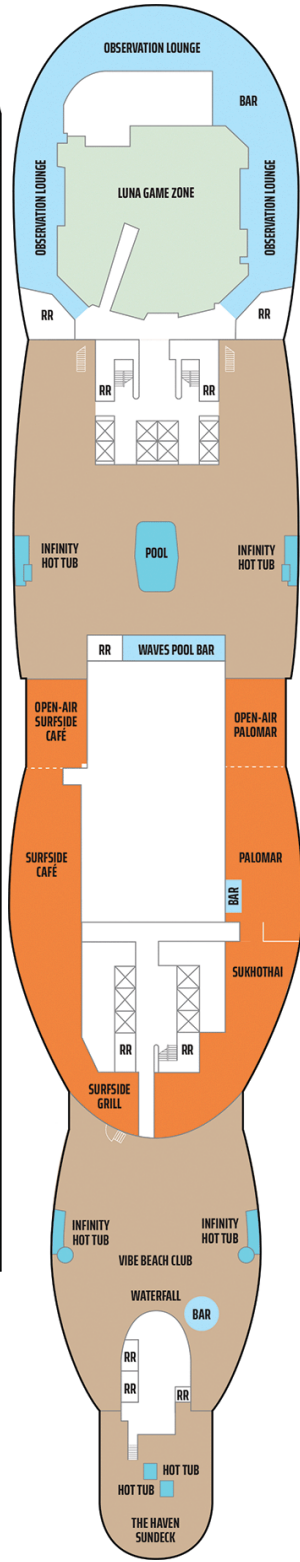 OBSERVATION LOUNGE
BAR
OBSERVATION LOUNGE
LUNA GAME ZONE
OBSERVATION LOUNGE
RR
RR
RR
RR
INFINITY
HOT TUB
POOL
INFINITY
HOT TUB
RR
WAVES POOL BAR
OPEN-AIR
SURFSIDE
CAFÉ
OPEN-AIR
PALOMAR
SURFSIDE
CAFÉ
PALOMAR
BAR
SUKHOTHAI
RR
RR
SURFSIDE
GRILL
INFINITY
HOT TUB
INFINITY
HOT TUB
VIBE BEACH CLUB
WATERFALL
BAR
RR
RR
RR
HOT TUB
HOT TUB
THE HAVEN
SUNDECK